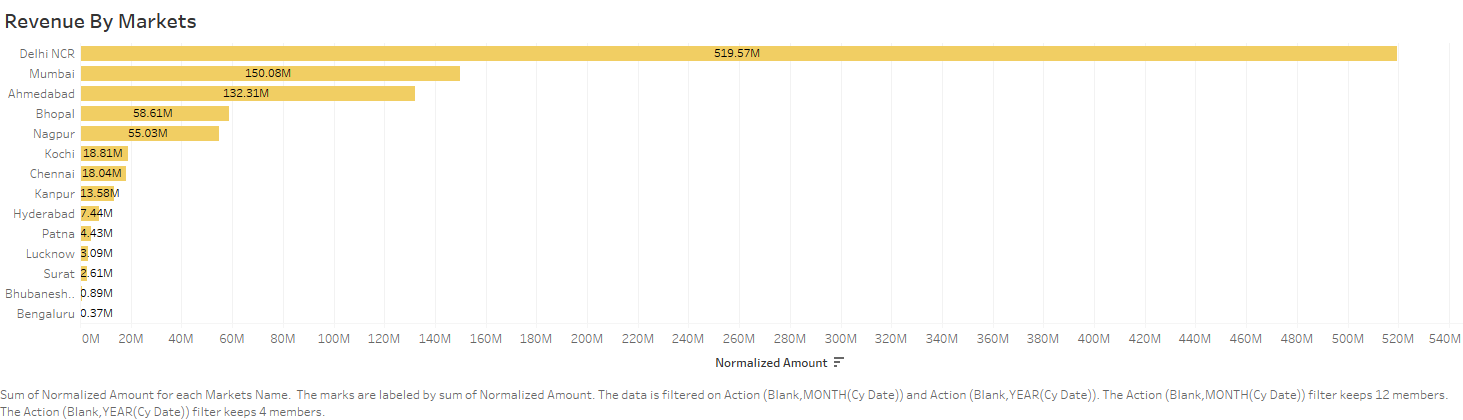 Revenue By Markets
Delhi NCR 519.57M
Mumbai 150.08M
Ahmedabad 132.31M
Bhopal 58.61M
Nagpur 55.03M
Kochi 18.81M
Chennai 18.04M
Kanpur 13.58M
Hyderabad 7.44M
Patna 4.43M
Lucknow 3.09M
Surat 2.61M
Bhubanesh.. 0.89M
Bengaluru 0.37M
0M 20M 40M 60M 80M 100M 120M 140M 160M 180M 200M 220M 240M 260M 280M 300M 320M 340M 360M 380M 400M 420M 440M 460M 480M 500M 520M 540M
Normalized Amount
Sum of Normalized Amount for each Markets Name.  The marks are labeled by sum of Normalized Amount. The data is filtered on Action (Blank,MONTH(Cy Date)) and Action (Blank,YEAR(Cy Date)). The Action (Blank,MONTH(Cy Date)) filter keeps 12 members.
The Action (Blank,YEAR(Cy Date)) filter keeps 4 members.